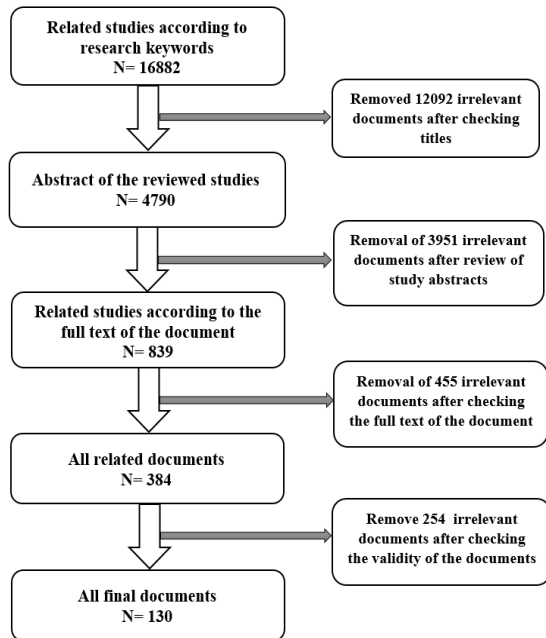 Related studies according to
research keywords
N= 16882
Removed 12092 irrelevant
documents after checking
titles
Abstract of the reviewed studies
N= 4790
Removal of 3951 irrelevant
documents after review of
study abstracts
Related studies according to the
full text of the document
N= 839
Removal of 455 irrelevant
documents after checking
the full text of the document
All related documents
N= 384
Remove 254 irrelevant
documents after checking
the validity of the documents
All final documents
N= 130